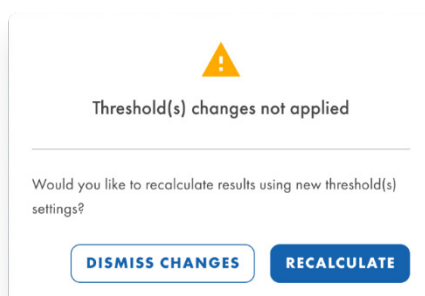 Threshold(s) changes not applied
Would you like to recalculate results using new threshold(s)
settings?
DISMISS CHANGES RECALCULATE